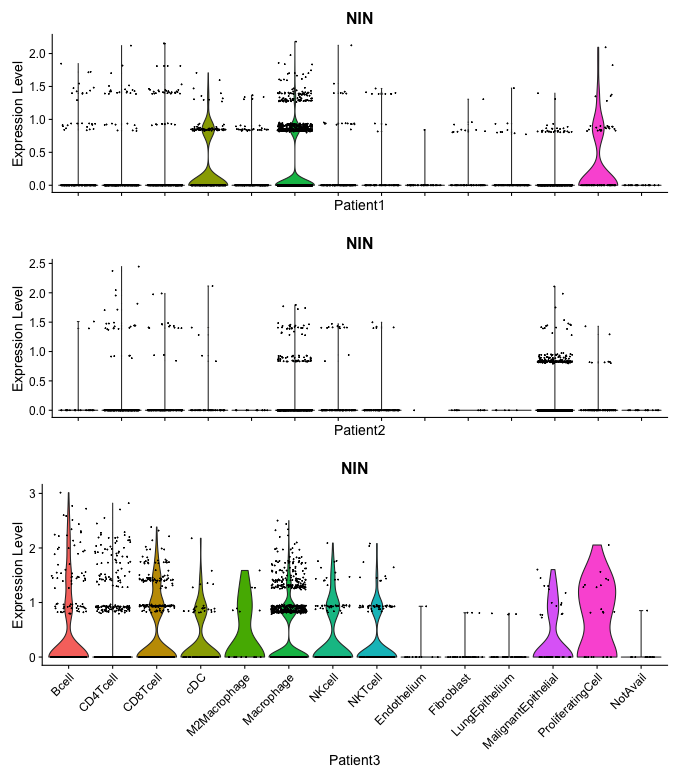 NIN
Expression Level
2.0
1.5
1.0
0.5
0.0
Patient1
NIN
Expression Level
2.5
2.0
1.5
1.0
0.5
0.0
Patient2
NIN
Expression Level
3
2
1
0
Bcell
CD4Tcell
CD8Tcell
cDC
M2Macrophage
Macrophage
NKcell
NKTcell
Endothelium
Fibroblast
LungEpithelium
MalignantEpithelial
ProliferatingCell
NotAvail
Patient3